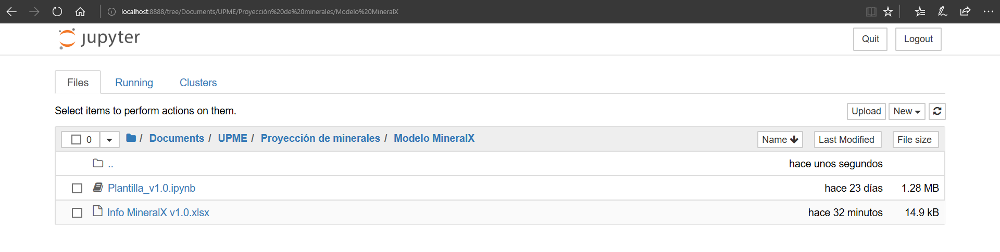 localhost:8888/tree/Documents/UPME/Proyección%20de%20minerales/Modelo%20MineralX
jupyter
Quit Logout
Files Running Clusters
Select items to perform actions on them.
Upload New
0 / Documents / UPME / Proyección de minerales / Modelo MineralX Name Last Modified File size
.. hace unos segundos
Plantilla_v1.0.ipynb hace 23 días 1.28 MB
Info MineralX v1.0.xlsx hace 32 minutos 14.9 kB